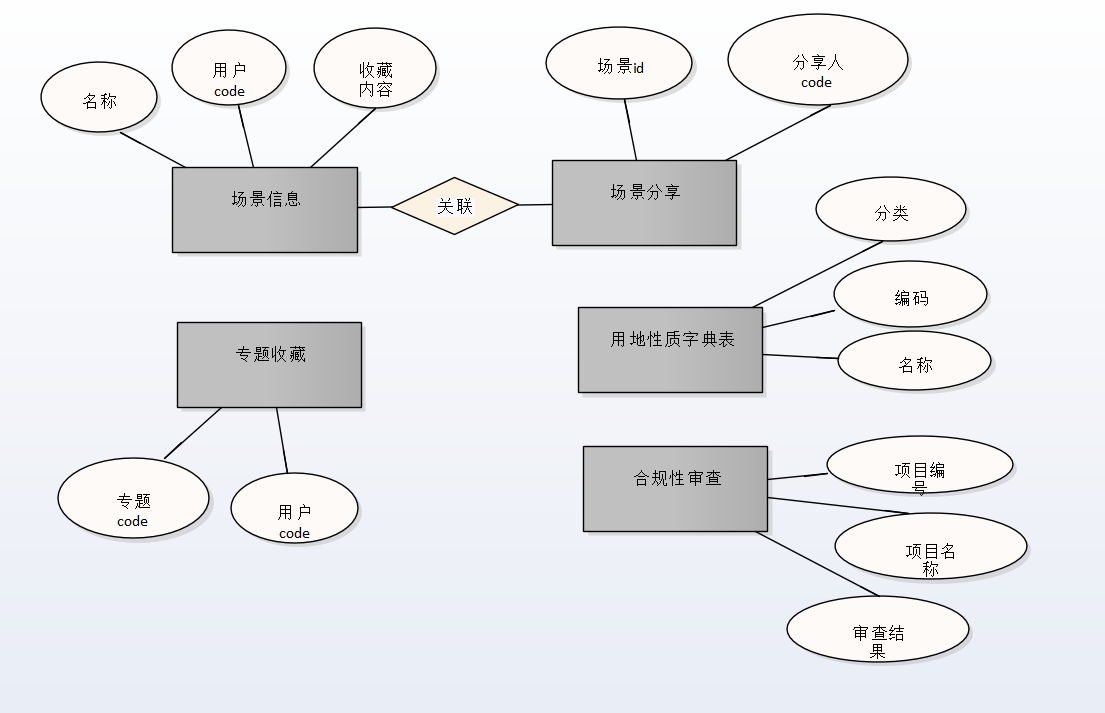 名称
用户
code
收藏
内容
场景id
分享人
code
场景信息
关联
场景分享
分类
编码
名称
用地性质字典表
专题收藏
专题
code
用户
code
合规性审查
项目编
号
项目名
称
审查结
果